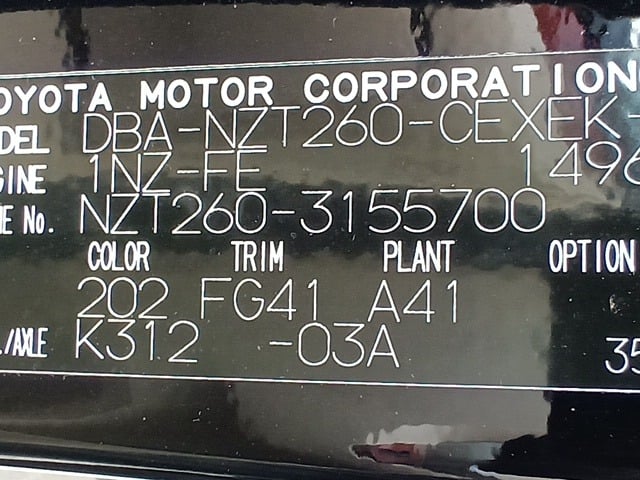 OYOTA MOTOR CORPORATION
DEL DBA-NZT260-CEXEK-
GINE 1NZ-FE 1496
E No. NZT260-3155700
COLOR TRIM PLANT OPTION
202 FG41 A41
./AXLE K312 -03A 35